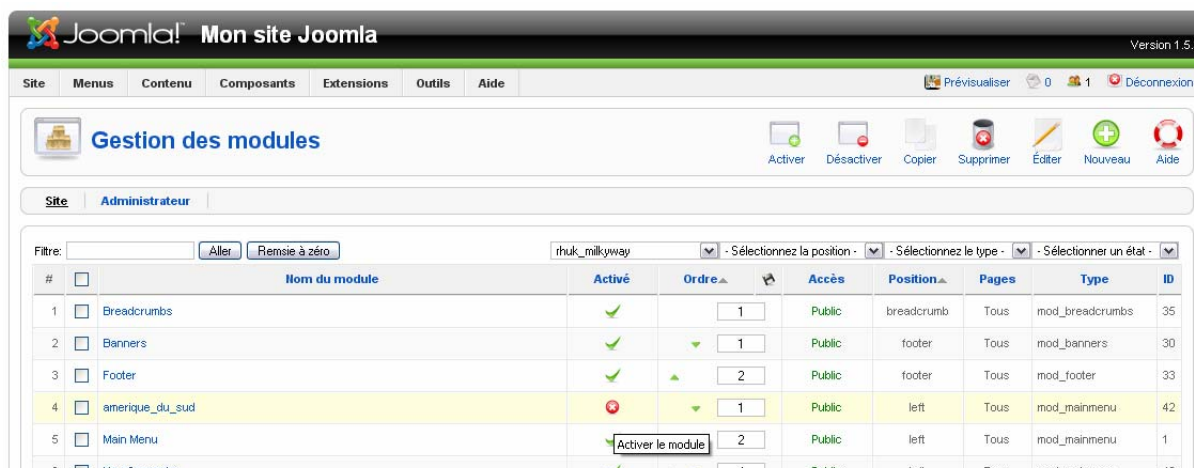 Joomla! Mon site Joomla
Version 1.5.
Site Menus Contenu Composants Extensions Outils Aide Prévisualiser 0 1 Déconnexion
Gestion des modules
Activer Désactiver Copier Supprimer Éditer Nouveau Aide
Site Administrateur
Filtre: Aller Remsie à zéro rhuk_milkyway - Sélectionnez la position - - Sélectionnez le type - - Sélectionner un état -
# Nom du module Activé Ordre Accès Position Pages Type ID
1 Breadcrumbs 1 Public breadcrumb Tous mod_breadcrumbs 35
2 Banners 1 Public footer Tous mod_banners 30
3 Footer 2 Public footer Tous mod_footer 33
4 amerique_du_sud 1 Public left Tous mod_mainmenu 42
5 Main Menu 2 Public left Tous mod_mainmenu 1
Activer le module